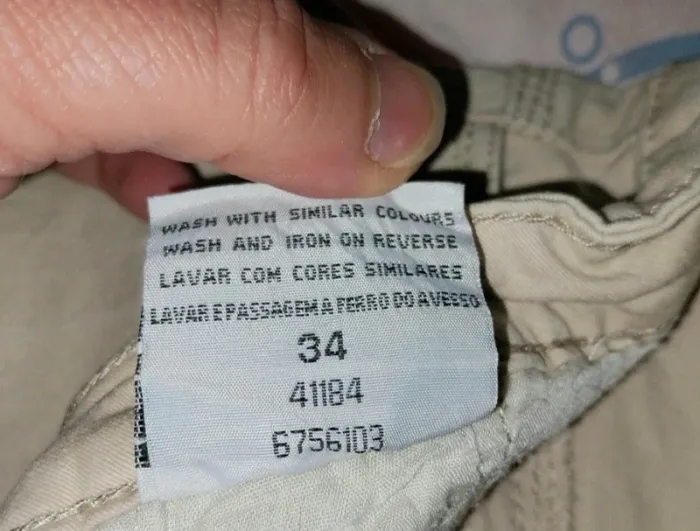 WASH WITH SIMILAR COLOURS
WASH AND IRON ON REVERSE
LAVAR COM CORES SIMILARES
LAVAR E PASSAGEM A FERRO DO AVESSO
34
41184
6756103